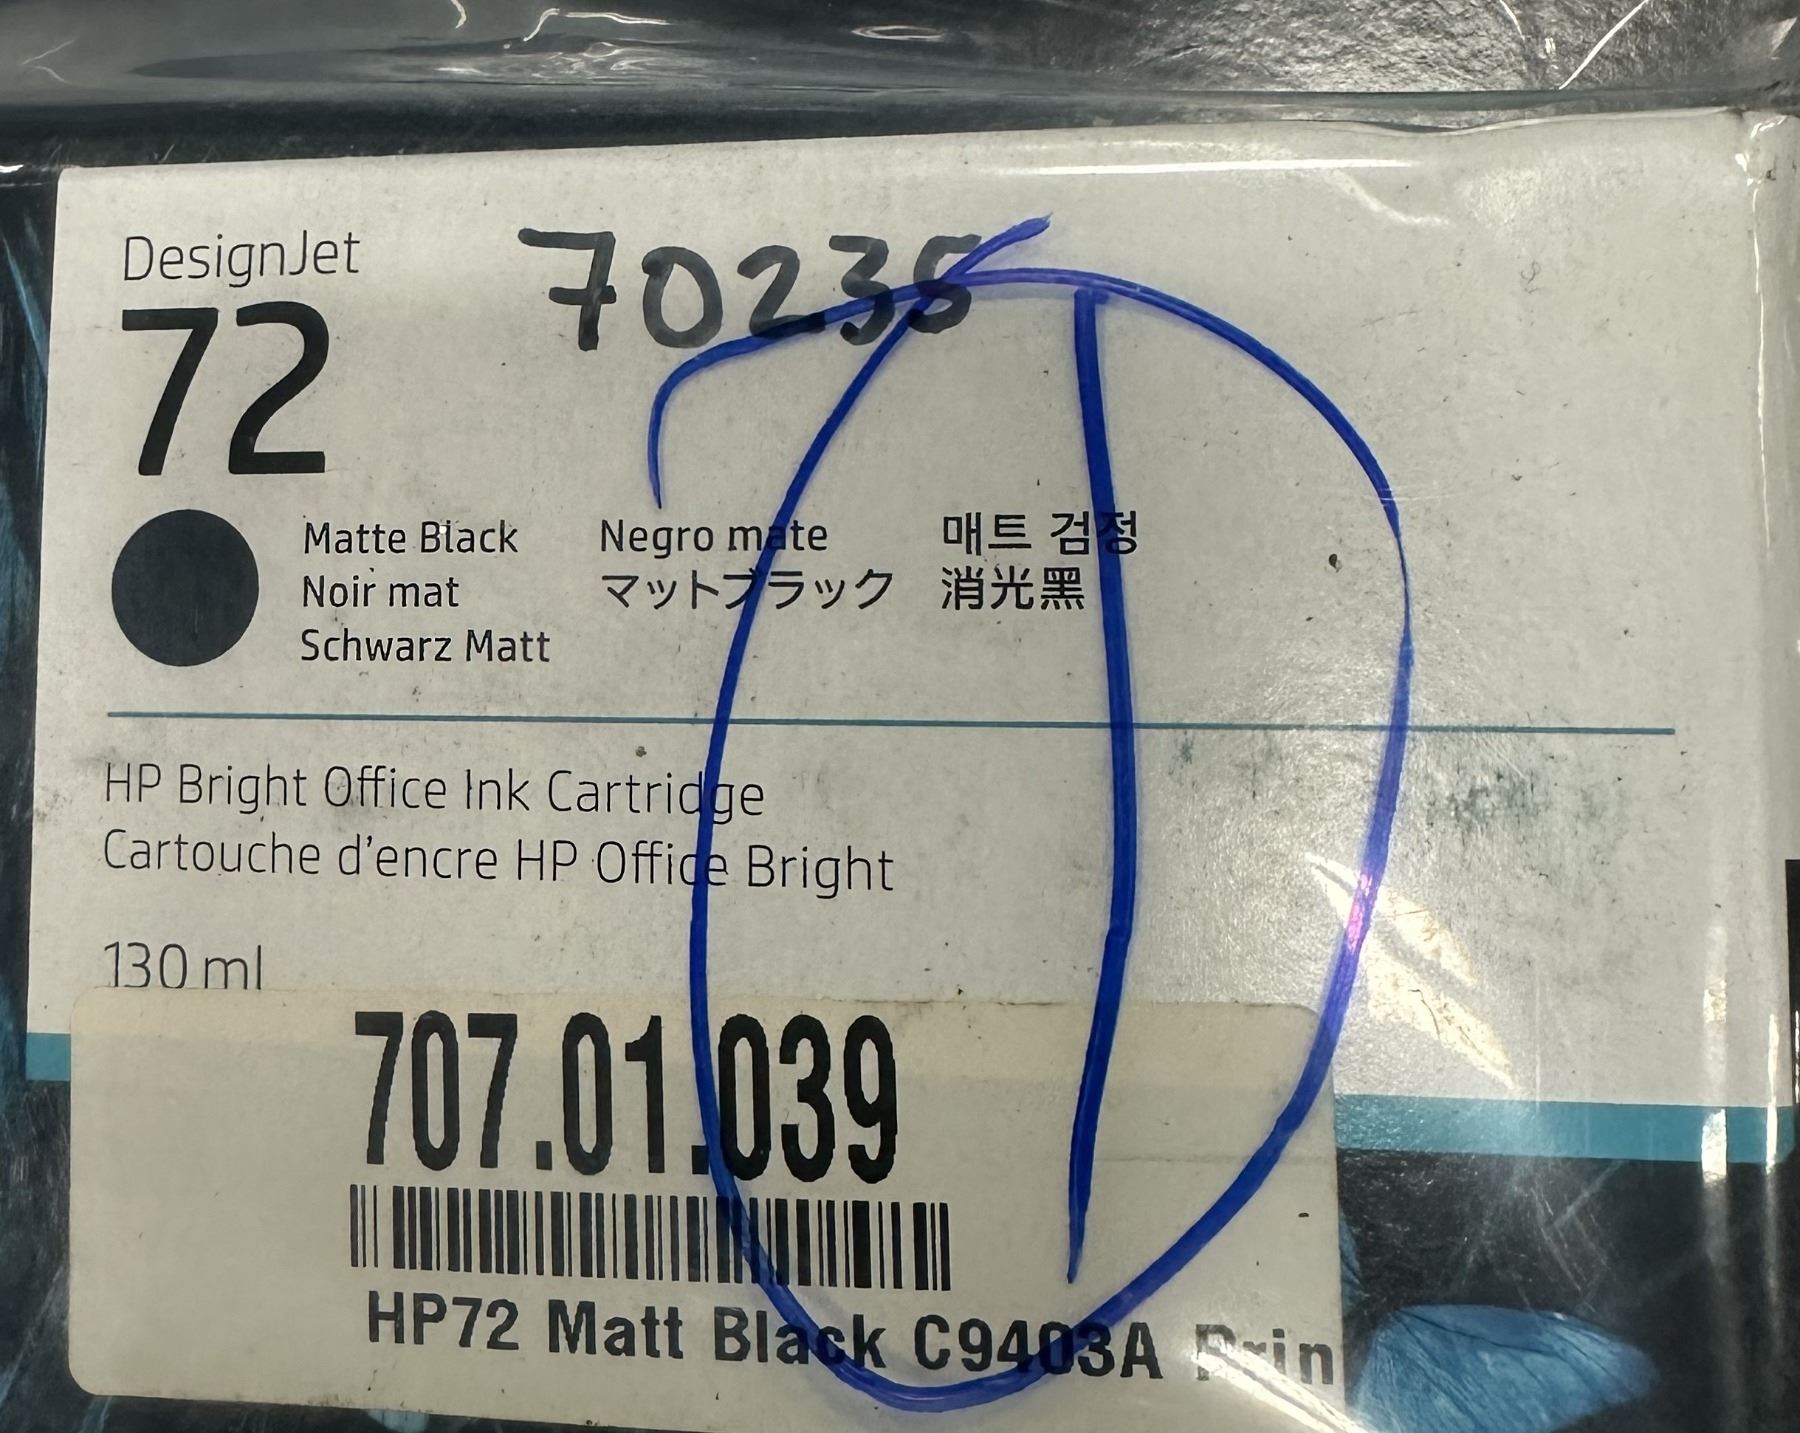 DesignJet
70235
72
Matte Black
Noir mat
Schwarz Matt
Negro mate
マットブラック
매트 검정
消光黑
HP Bright Office Ink Cartridge
Cartouche d'encre HP Office Bright
130 ml
707.01.039
HP72 Matt Black C9403A Prin